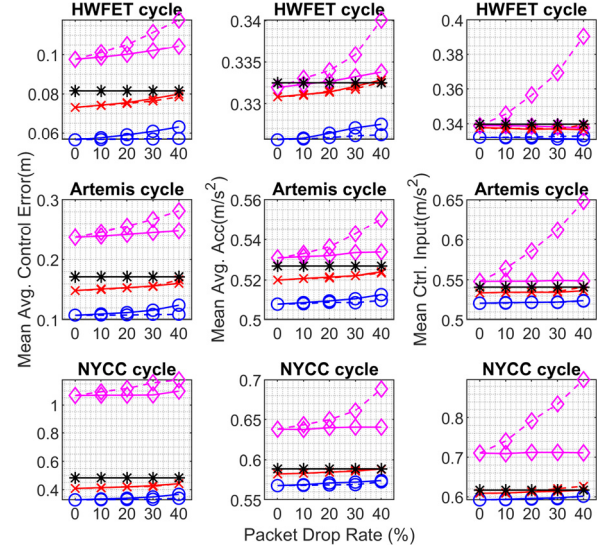 HWFET cycle HWFET cycle HWFET cycle
0.1
0.08
0.06
0 10 20 30 40
0.34
0.333
0.33
0 10 20 30 40
0.4
0.38
0.36
0.34
0 10 20 30 40
Artemis cycle Artemis cycle Artemis cycle
0.3
0.2
0.1
0 10 20 30 40
0.56
0.54
0.52
0.5
0 10 20 30 40
0.65
0.6
0.55
0.5
0 10 20 30 40
NYCC cycle NYCC cycle NYCC cycle
1
0.8
0.6
0.4
0 10 20 30 40
0.7
0.65
0.6
0.55
0 10 20 30 40
0.8
0.7
0.6
0 10 20 30 40
Mean Avg. Control Error(m)
Mean Avg. Acc(m/s²)
Mean Ctrl. Input(m/s²)
Packet Drop Rate (%)